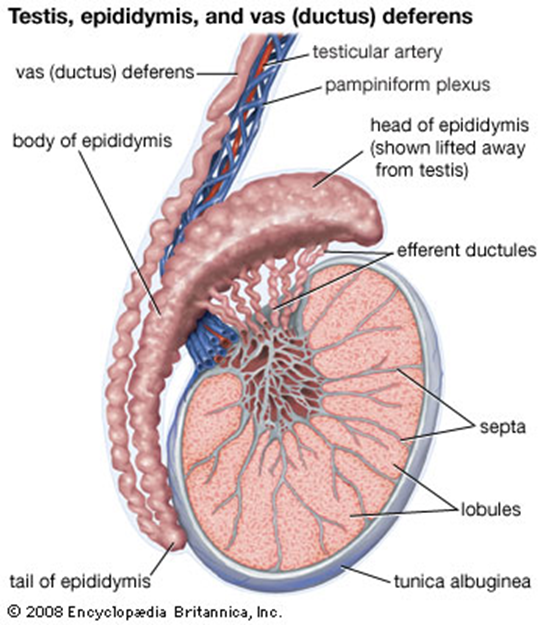 Testis, epididymis, and vas (ductus) deferens
testicular artery
vas (ductus) deferens
pampiniform plexus
head of epididymis
(shown lifted away
from testis)
body of epididymis
efferent ductules
septa
lobules
tail of epididymis
tunica albuginea
© 2008 Encyclopædia Britannica, Inc.